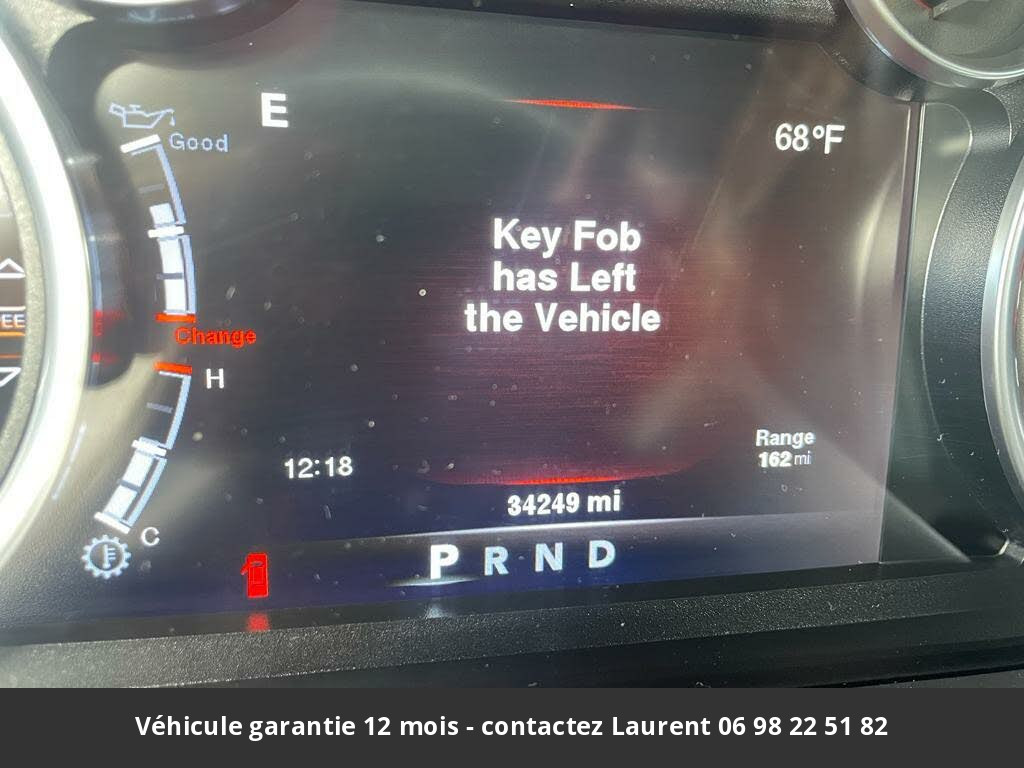 E
Good
68°F
Key Fob
has Left
the Vehicle
Change
H
Range
162 mi
12:18
34249 mi
C
P R N D
Véhicule garantie 12 mois - contactez Laurent 06 98 22 51 82